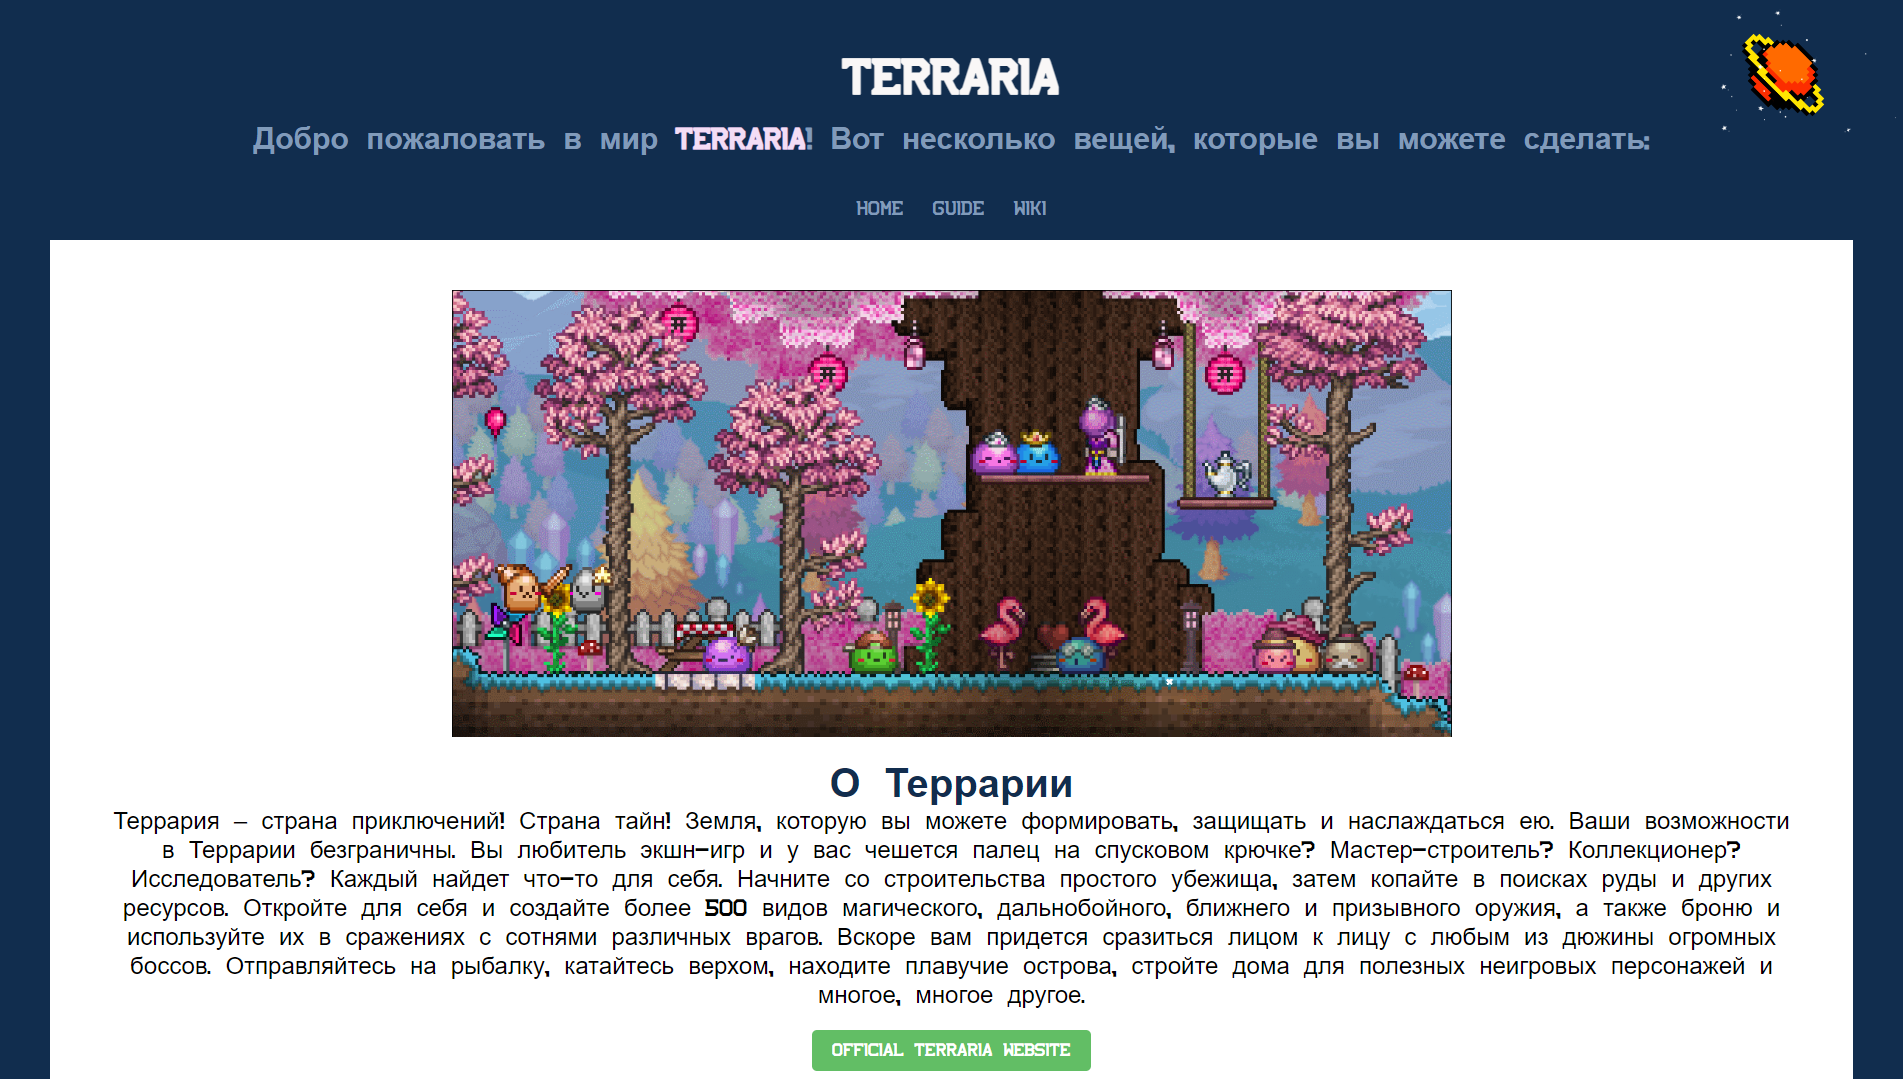 TERRARIA
Добро пожаловать в мир TERRARIA! Вот несколько вещей, которые вы можете сделать:
HOME GUIDE WIKI
О Террарии
Террария – страна приключений! Страна тайн! Земля, которую вы можете формировать, защищать и наслаждаться ею. Ваши возможности
в Террарии безграничны. Вы любитель экшн-игр и у вас чешется палец на спусковом крючке? Мастер-строитель? Коллекционер?
Исследователь? Каждый найдет что-то для себя. Начните со строительства простого убежища, затем копайте в поисках руды и других
ресурсов. Откройте для себя и создайте более 500 видов магического, дальнобойного, ближнего и призывного оружия, а также броню и
используйте их в сражениях с сотнями различных врагов. Вскоре вам придется сразиться лицом к лицу с любым из дюжины огромных
боссов. Отправляйтесь на рыбалку, катайтесь верхом, находите плавучие острова, стройте дома для полезных неигровых персонажей и
многое, многое другое.
OFFICIAL TERRARIA WEBSITE